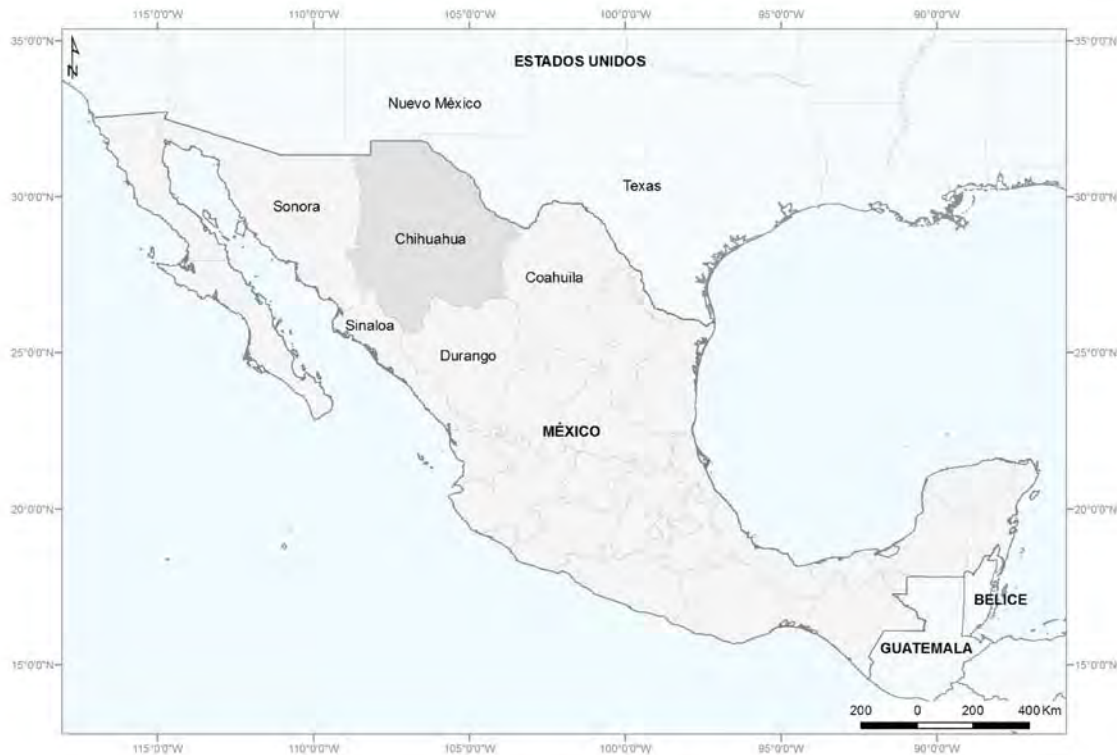 115°0'0"W 110°0'0"W 105°0'0"W 100°0'0"W 95°0'0"W 90°0'0"W
35°0'0"N 35°0'0"N
N
ESTADOS UNIDOS
Nuevo México
Texas
30°0'0"N 30°0'0"N
Sonora
Chihuahua
Coahuila
Sinaloa
25°0'0"N 25°0'0"N
Durango
MÉXICO
20°0'0"N 20°0'0"N
BELICE
GUATEMALA
15°0'0"N 15°0'0"N
200 0 200 400 Km
115°0'0"W 110°0'0"W 105°0'0"W 100°0'0"W 95°0'0"W 90°0'0"W